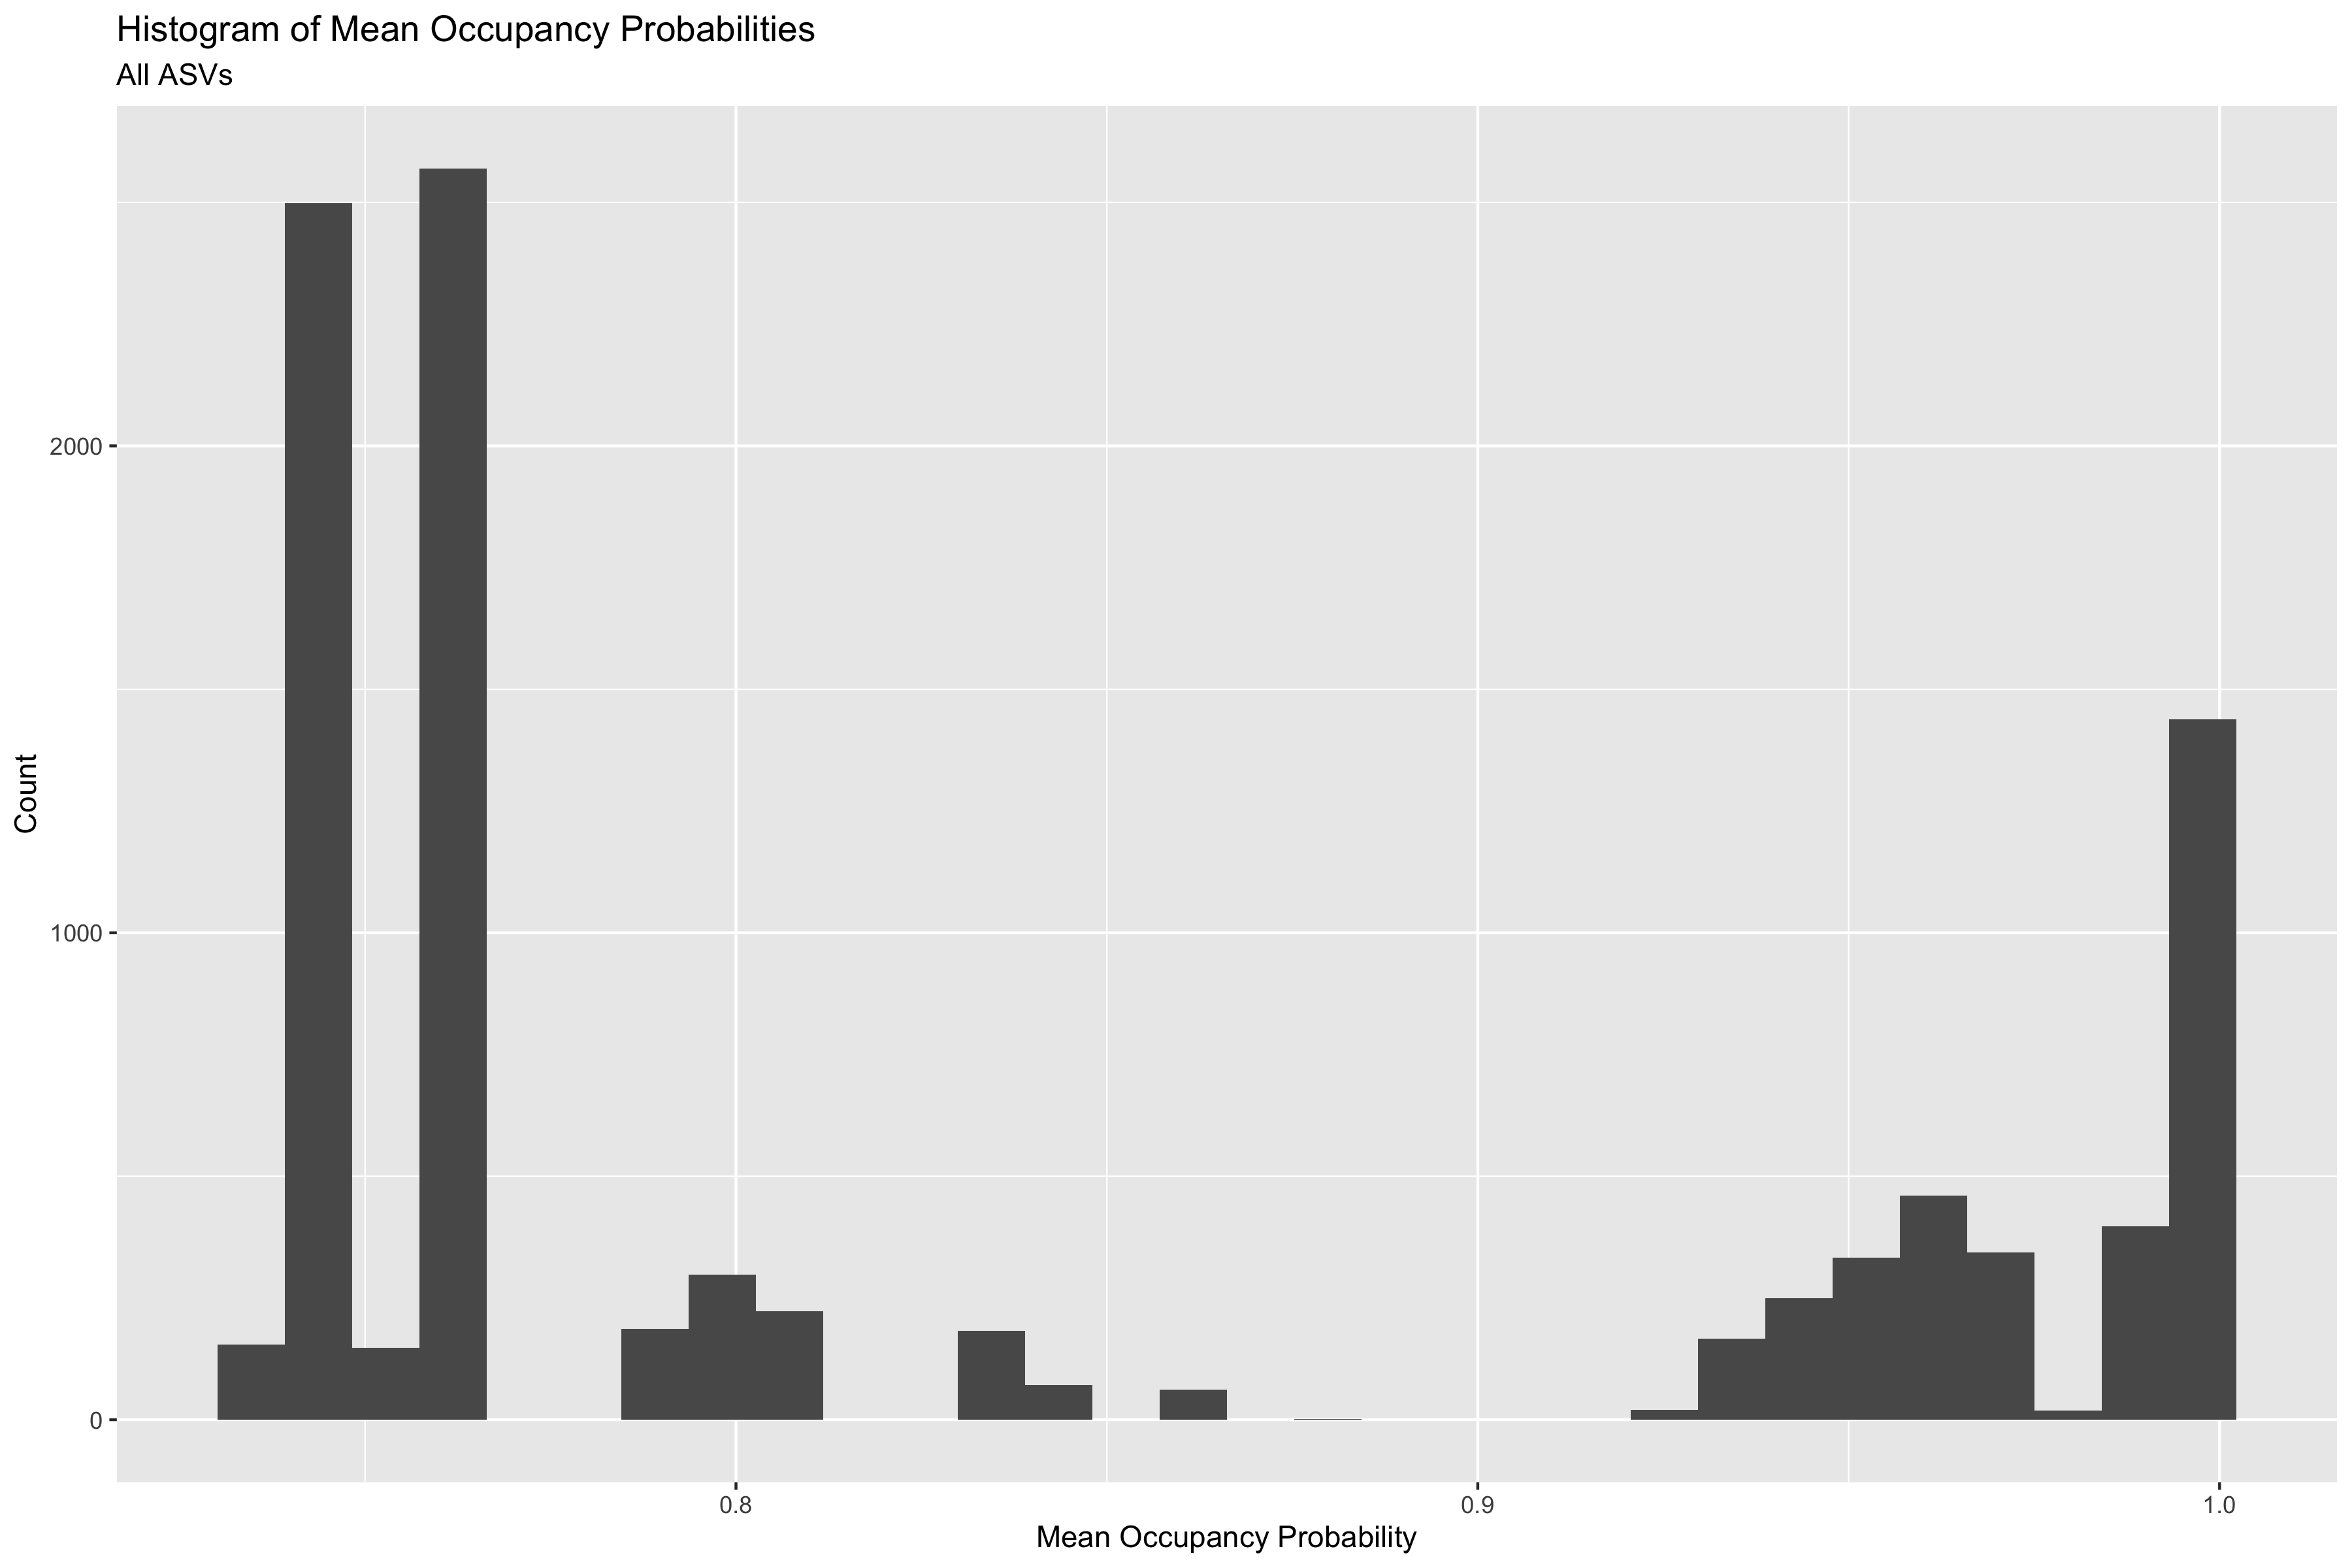 Histogram of Mean Occupancy Probabilities
All ASVs
Count
2000
1000
0
0.8
0.9
1.0
Mean Occupancy Probability